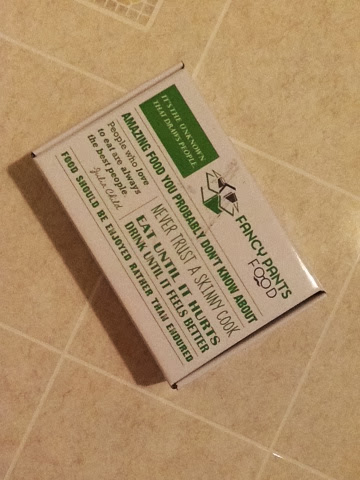 IT'S THE UNKNOWN
THAT DRAWS PEOPLE.
AMAZING FOOD YOU PROBABLY DON'T KNOW ABOUT
People who love
to eat are always
the best people.
Julia Child
NEVER TRUST A SKINNY COOK
EAT UNTIL IT HURTS
DRINK UNTIL IT FEELS BETTER
FOOD SHOULD BE ENJOYED RATHER THAN ENDURED
FANCY PANTS
FOOD